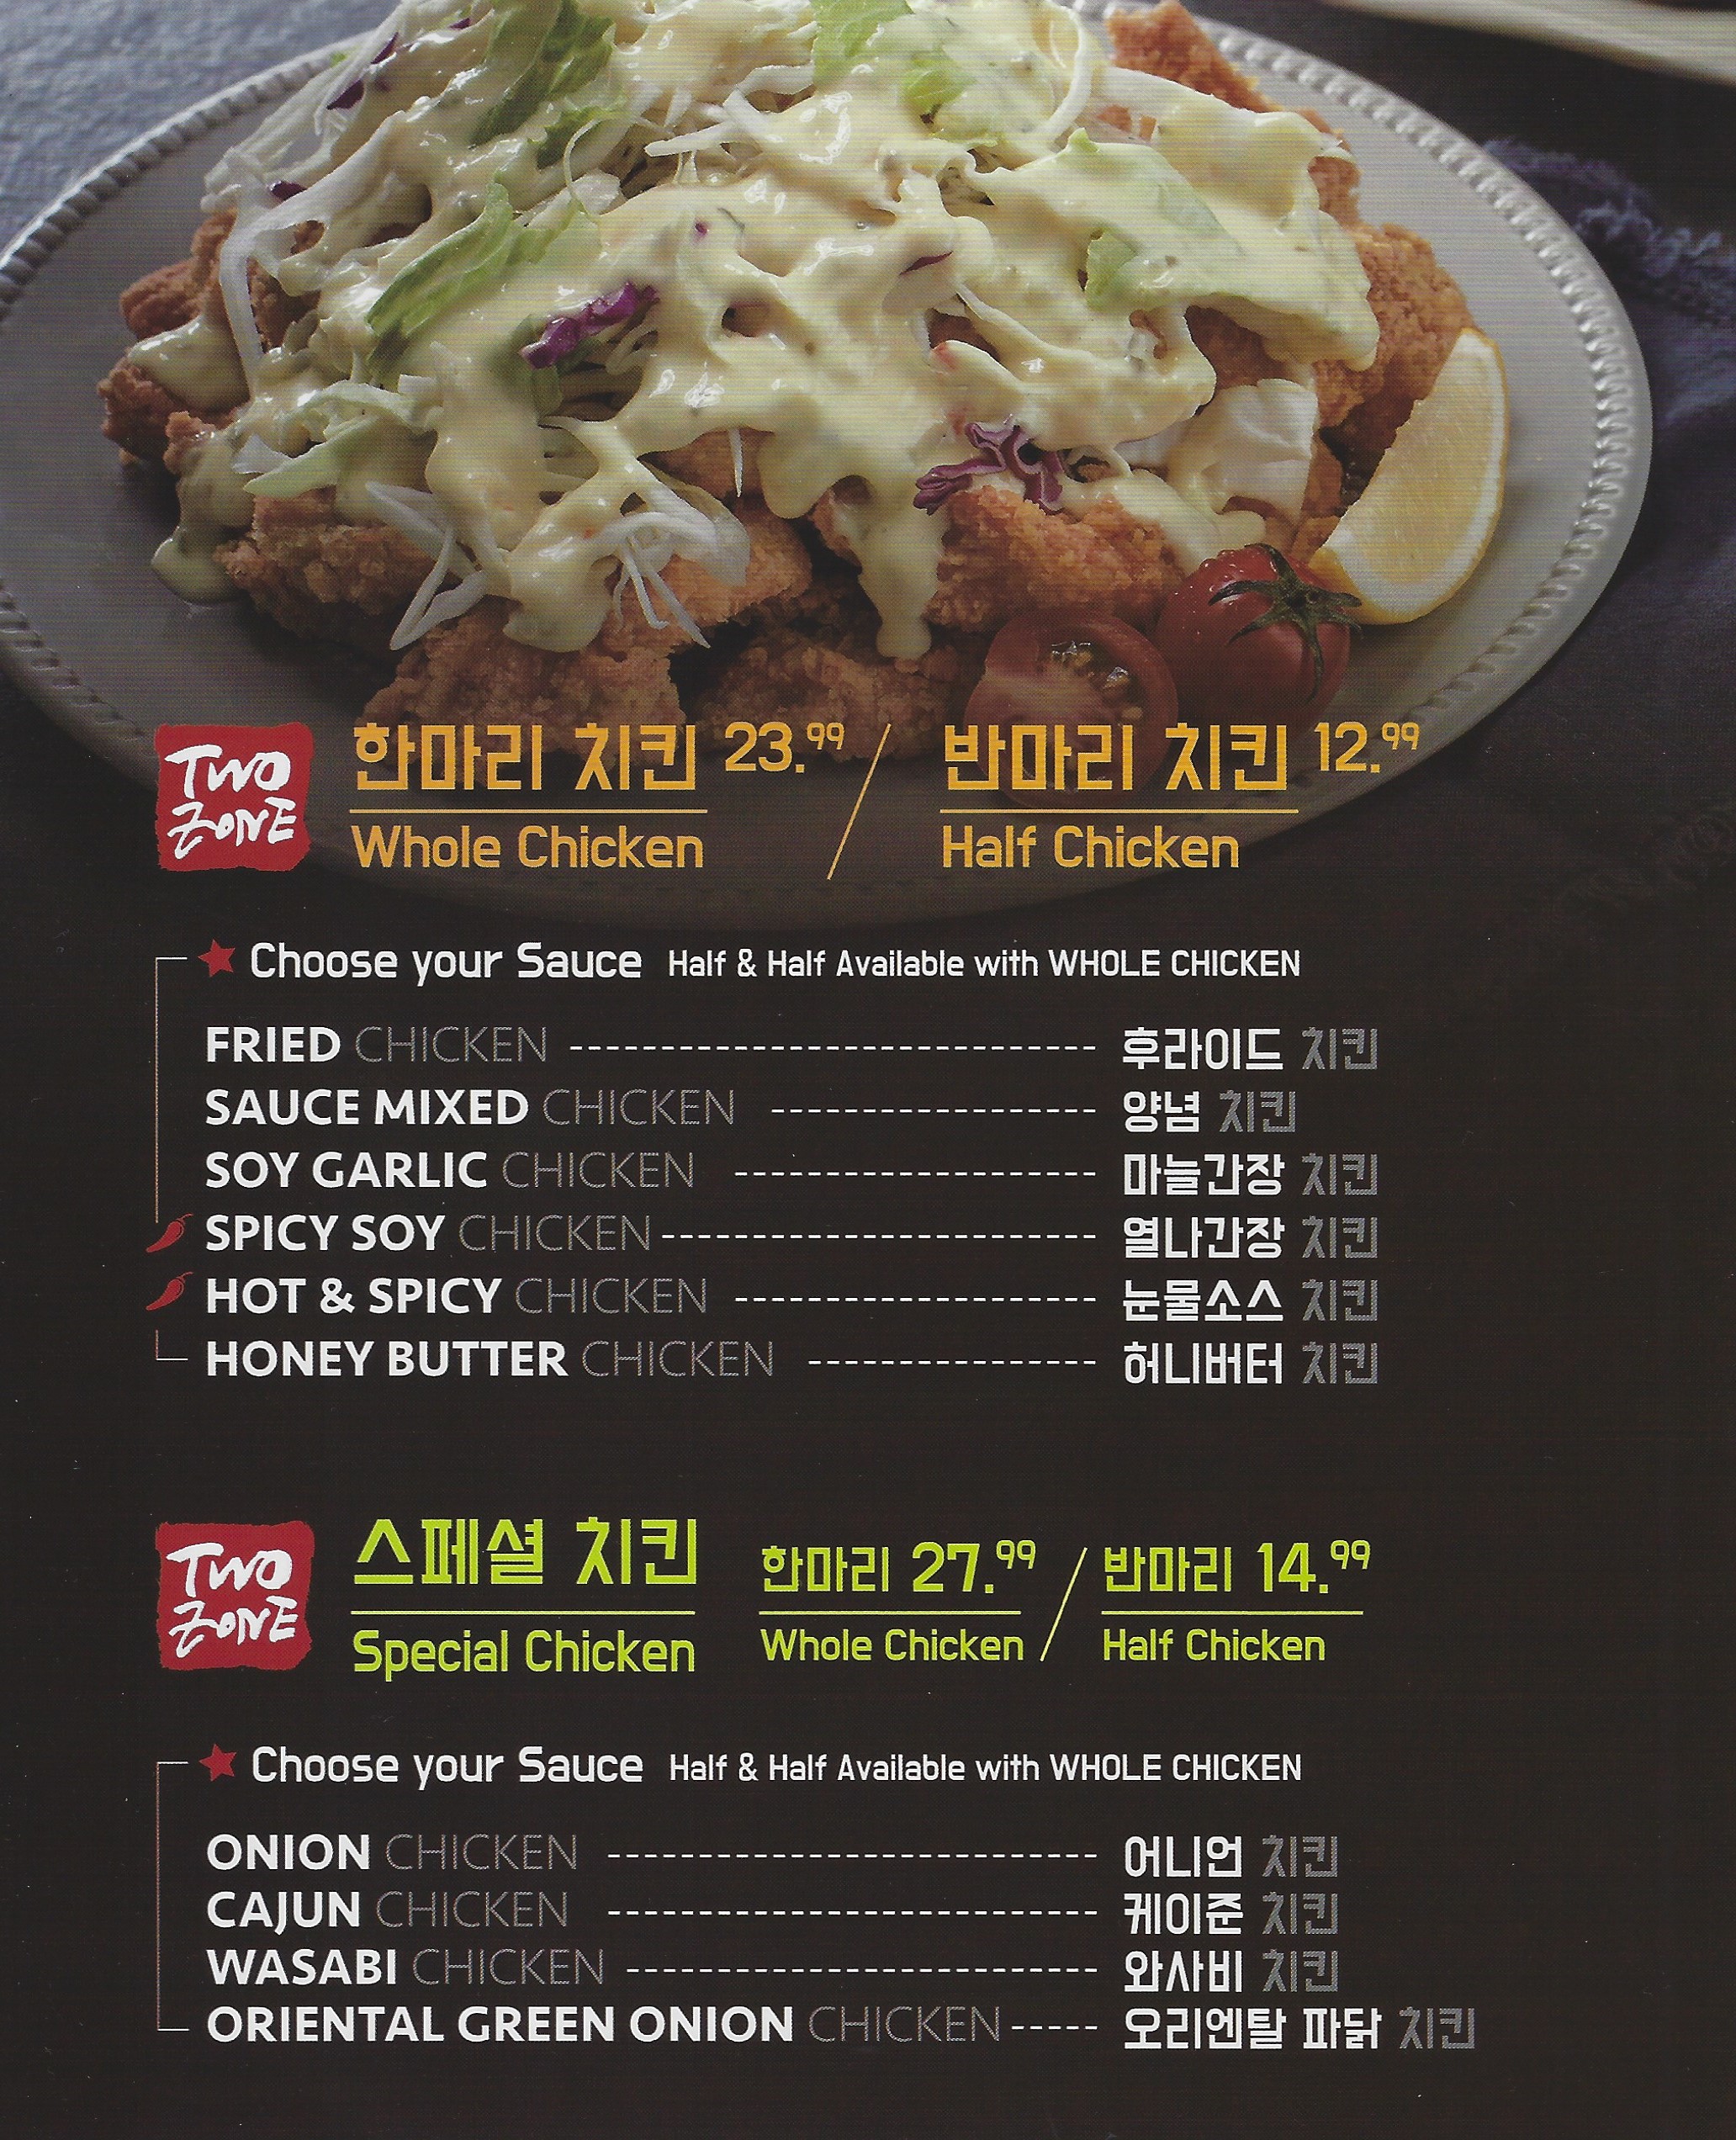 TWO
ZONE
한마리 치킨 23.99 / 반마리 치킨 12.99
Whole Chicken Half Chicken
Choose your Sauce Half & Half Available with WHOLE CHICKEN
FRIED CHICKEN 후라이드 치킨
SAUCE MIXED CHICKEN 양념 치킨
SOY GARLIC CHICKEN 마늘간장 치킨
SPICY SOY CHICKEN 열나간장 치킨
HOT & SPICY CHICKEN 눈물소스 치킨
HONEY BUTTER CHICKEN 허니버터 치킨
TWO
ZONE
스페셜 치킨 한마리 27.99 / 반마리 14.99
Special Chicken Whole Chicken Half Chicken
Choose your Sauce Half & Half Available with WHOLE CHICKEN
ONION CHICKEN 어니언 치킨
CAJUN CHICKEN 케이준 치킨
WASABI CHICKEN 와사비 치킨
ORIENTAL GREEN ONION CHICKEN 오리엔탈 파닭 치킨